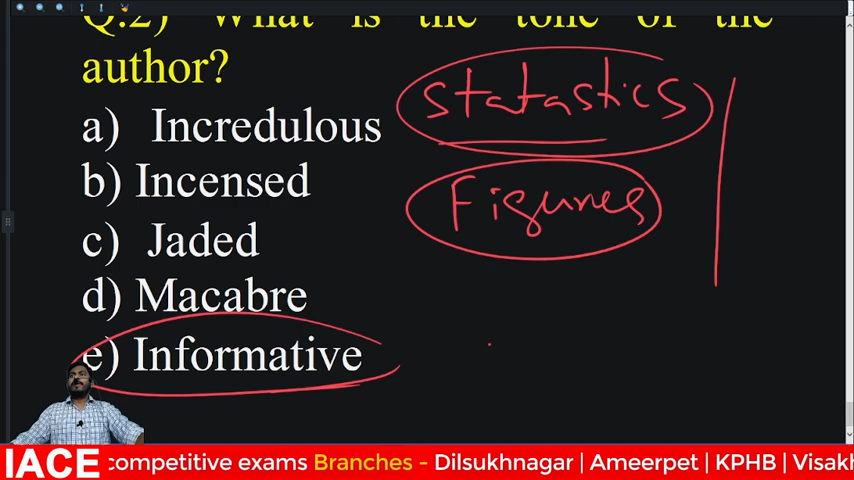 Q.2) What is the tone of the
author?
statastics
a) Incredulous
b) Incensed
Figures
c) Jaded
d) Macabre
e) Informative
IACE competitive exams Branches - Dilsukhnagar | Ameerpet | KPHB | Visakh